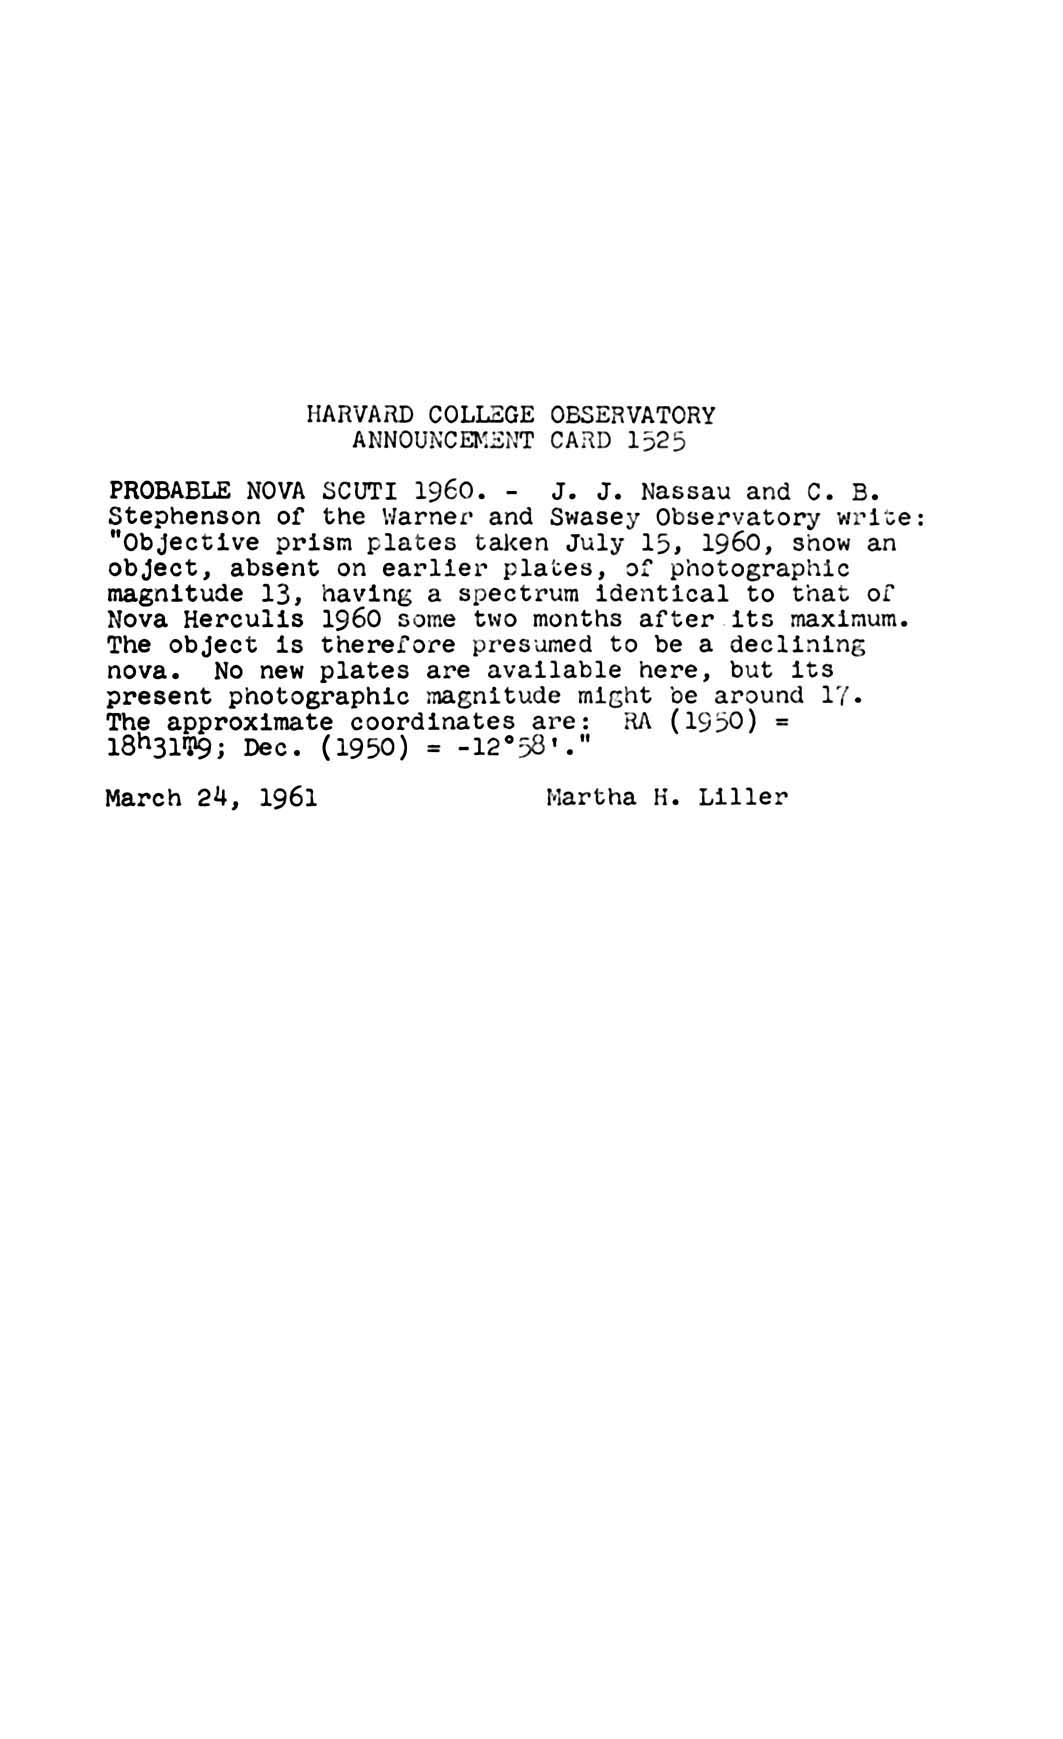 HARVARD COLLEGE OBSERVATORY
ANNOUNCEMENT CARD 1525
PROBABLE NOVA SCUTI 1960. - J. J. Nassau and C. B.
Stephenson of the Warner and Swasey Observatory write:
"Objective prism plates taken July 15, 1960, show an
object, absent on earlier plates, of photographic
magnitude 13, having a spectrum identical to that of
Nova Herculis 1960 some two months after its maximum.
The object is therefore presumed to be a declining
nova. No new plates are available here, but its
present photographic magnitude might be around 17.
The approximate coordinates are: RA (1950) =
18ʰ31ᵐ.9; Dec. (1950) = -12°58'."
March 24, 1961 Martha H. Liller